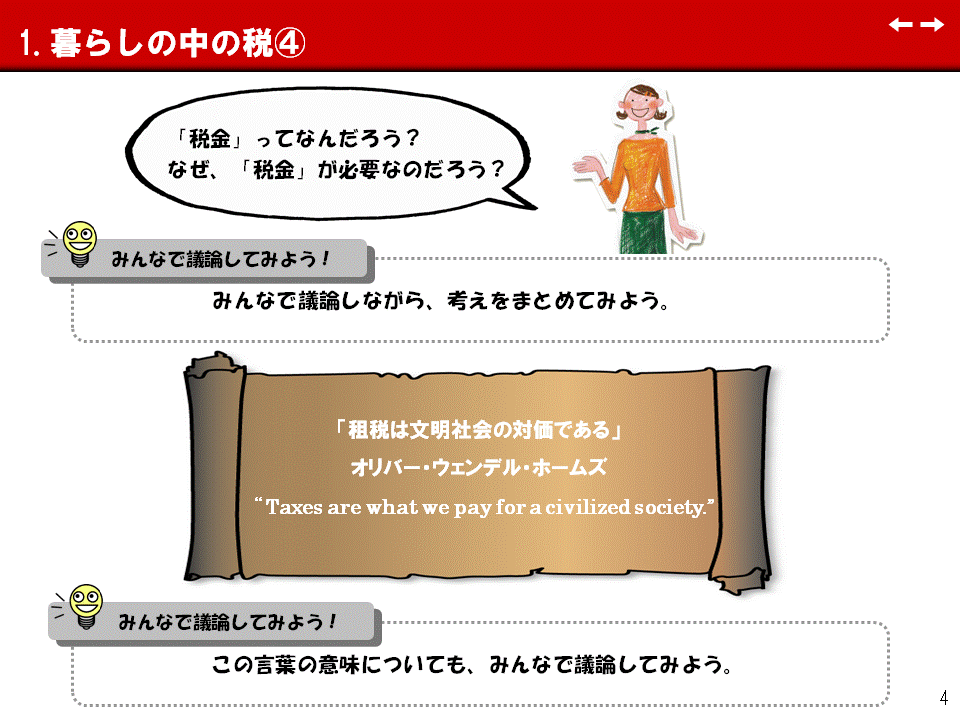 1. 暮らしの中の税④
「税金」ってなんだろう？
なぜ、「税金」が必要なのだろう？
みんなで議論してみよう！
みんなで議論しながら、考えをまとめてみよう。
「租税は文明社会の対価である」
オリバー・ウェンデル・ホームズ
“Taxes are what we pay for a civilized society.”
みんなで議論してみよう！
この言葉の意味についても、みんなで議論してみよう。
4